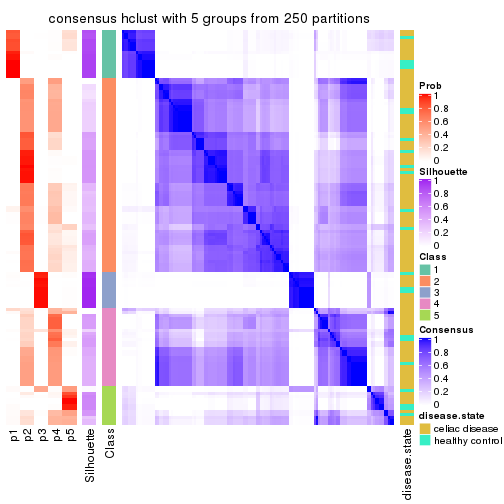 consensus hclust with 5 groups from 250 partitions
Prob
1
0.8
0.6
0.4
0.2
0
Silhouette
1
0.8
0.6
0.4
0.2
0
Class
1
2
3
4
5
Consensus
1
0.8
0.6
0.4
0.2
0
disease.state
celiac disease
healthy control
p1
p2
p3
p4
p5
Silhouette
Class
disease.state